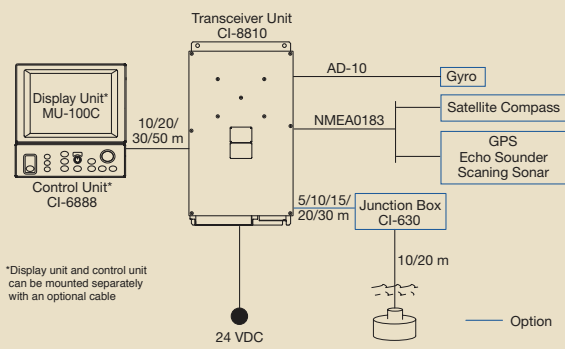 Transceiver Unit
CI-8810
Display Unit*
MU-100C
10/20/
30/50 m
Control Unit*
CI-6888
AD-10
Gyro
NMEA0183
Satellite Compass
GPS
Echo Sounder
Scaning Sonar
5/10/15/
20/30 m
Junction Box
CI-630
10/20 m
*Display unit and control unit
can be mounted separately
with an optional cable
24 VDC
Option